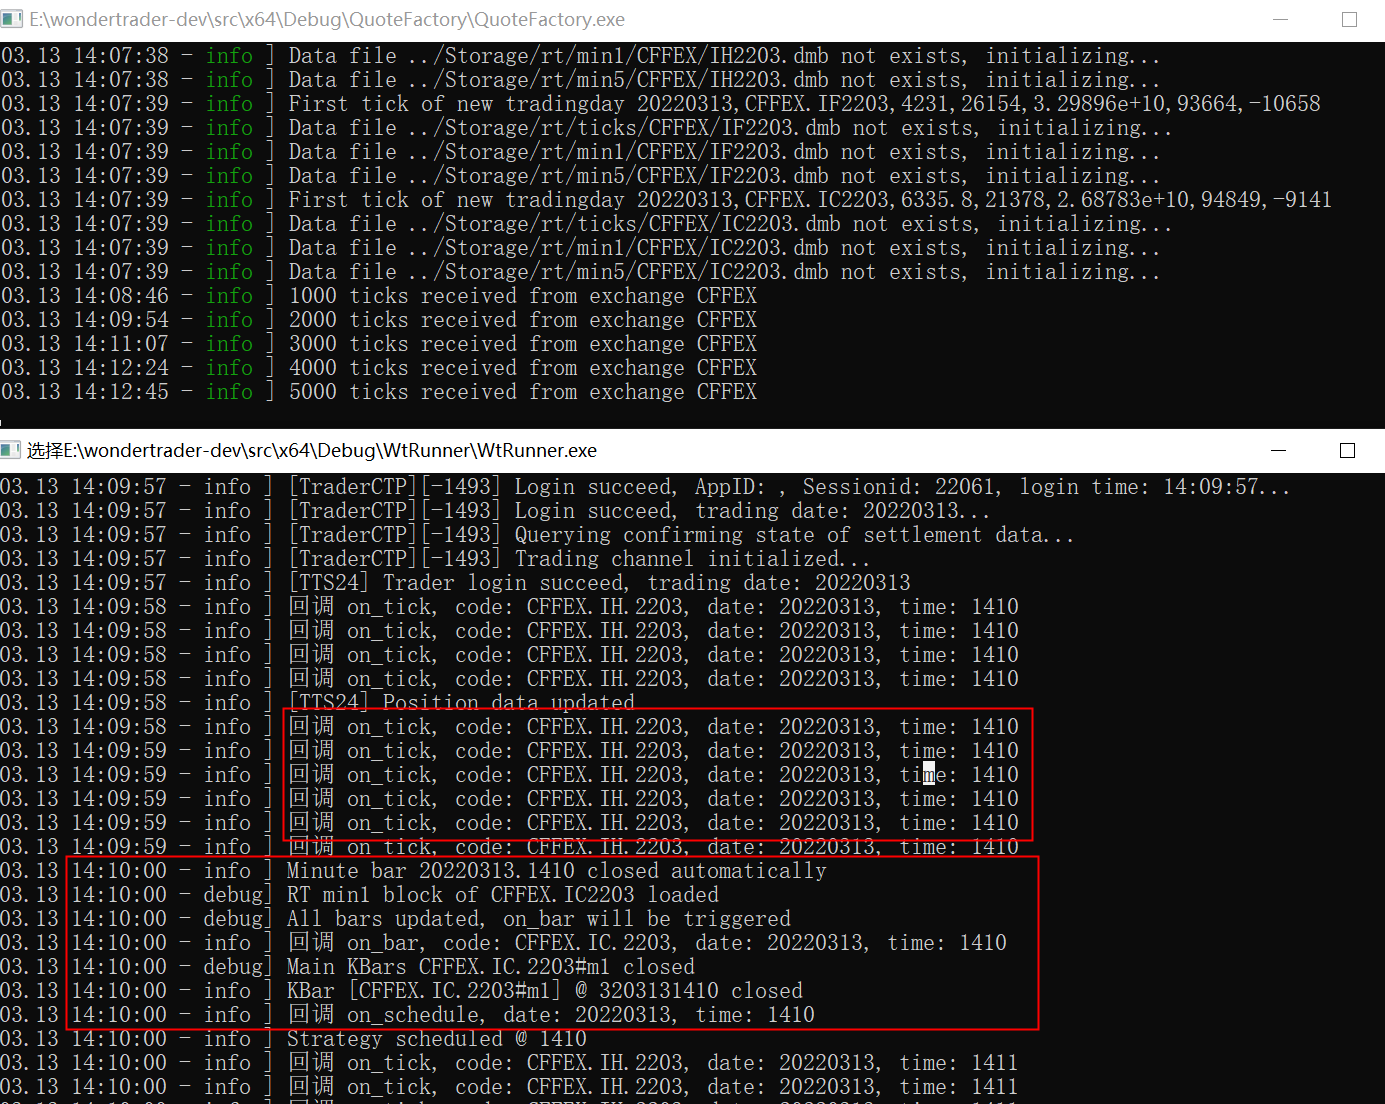 E:\wondertrader-dev\src\x64\Debug\QuoteFactory\QuoteFactory.exe
03.13 14:07:38 - info ] Data file ../Storage/rt/min1/CFFEX/IH2203.dmb not exists, initializing...
03.13 14:07:38 - info ] Data file ../Storage/rt/min5/CFFEX/IH2203.dmb not exists, initializing...
03.13 14:07:39 - info ] First tick of new tradingday 20220313,CFFEX.IF2203,4231,26154,3.29896e+10,93664,-10658
03.13 14:07:39 - info ] Data file ../Storage/rt/ticks/CFFEX/IF2203.dmb not exists, initializing...
03.13 14:07:39 - info ] Data file ../Storage/rt/min1/CFFEX/IF2203.dmb not exists, initializing...
03.13 14:07:39 - info ] Data file ../Storage/rt/min5/CFFEX/IF2203.dmb not exists, initializing...
03.13 14:07:39 - info ] First tick of new tradingday 20220313,CFFEX.IC2203,6335.8,21378,2.68783e+10,94849,-9141
03.13 14:07:39 - info ] Data file ../Storage/rt/ticks/CFFEX/IC2203.dmb not exists, initializing...
03.13 14:07:39 - info ] Data file ../Storage/rt/min1/CFFEX/IC2203.dmb not exists, initializing...
03.13 14:07:39 - info ] Data file ../Storage/rt/min5/CFFEX/IC2203.dmb not exists, initializing...
03.13 14:08:46 - info ] 1000 ticks received from exchange CFFEX
03.13 14:09:54 - info ] 2000 ticks received from exchange CFFEX
03.13 14:11:07 - info ] 3000 ticks received from exchange CFFEX
03.13 14:12:24 - info ] 4000 ticks received from exchange CFFEX
03.13 14:12:45 - info ] 5000 ticks received from exchange CFFEX
选择E:\wondertrader-dev\src\x64\Debug\WtRunner\WtRunner.exe
03.13 14:09:57 - info ] [TraderCTP][-1493] Login succeed, AppID: , Sessionid: 22061, login time: 14:09:57...
03.13 14:09:57 - info ] [TraderCTP][-1493] Login succeed, trading date: 20220313...
03.13 14:09:57 - info ] [TraderCTP][-1493] Querying confirming state of settlement data...
03.13 14:09:57 - info ] [TraderCTP][-1493] Trading channel initialized...
03.13 14:09:57 - info ] [TTS24] Trader login succeed, trading date: 20220313
03.13 14:09:58 - info ] 回调 on_tick, code: CFFEX.IH.2203, date: 20220313, time: 1410
03.13 14:09:58 - info ] 回调 on_tick, code: CFFEX.IH.2203, date: 20220313, time: 1410
03.13 14:09:58 - info ] 回调 on_tick, code: CFFEX.IH.2203, date: 20220313, time: 1410
03.13 14:09:58 - info ] 回调 on_tick, code: CFFEX.IH.2203, date: 20220313, time: 1410
03.13 14:09:58 - info ] [TTS24] Position data updated
03.13 14:09:58 - info ] 回调 on_tick, code: CFFEX.IH.2203, date: 20220313, time: 1410
03.13 14:09:59 - info ] 回调 on_tick, code: CFFEX.IH.2203, date: 20220313, time: 1410
03.13 14:09:59 - info ] 回调 on_tick, code: CFFEX.IH.2203, date: 20220313, time: 1410
03.13 14:09:59 - info ] 回调 on_tick, code: CFFEX.IH.2203, date: 20220313, time: 1410
03.13 14:09:59 - info ] 回调 on_tick, code: CFFEX.IH.2203, date: 20220313, time: 1410
03.13 14:09:59 - info ] 回调 on_tick, code: CFFEX.IH.2203, date: 20220313, time: 1410
03.13 14:10:00 - info ] Minute bar 20220313.1410 closed automatically
03.13 14:10:00 - debug] RT min1 block of CFFEX.IC2203 loaded
03.13 14:10:00 - debug] All bars updated, on_bar will be triggered
03.13 14:10:00 - info ] 回调 on_bar, code: CFFEX.IC.2203, date: 20220313, time: 1410
03.13 14:10:00 - debug] Main KBars CFFEX.IC.2203#m1 closed
03.13 14:10:00 - info ] KBar [CFFEX.IC.2203#m1] @ 3203131410 closed
03.13 14:10:00 - info ] 回调 on_schedule, date: 20220313, time: 1410
03.13 14:10:00 - info ] Strategy scheduled @ 1410
03.13 14:10:00 - info ] 回调 on_tick, code: CFFEX.IH.2203, date: 20220313, time: 1411
03.13 14:10:00 - info ] 回调 on_tick, code: CFFEX.IH.2203, date: 20220313, time: 1411